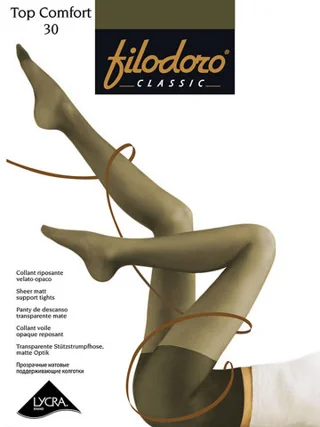 Top Comfort
30
filodoro®
CLASSIC
Collant riposante
velato opaco
Sheer matt
support tights
Panty de descanso
transparente mate
Collant voile
opaque reposant
Transparente Stützstrumpfhose,
matte Optik
Прозрачные матовые
поддерживающие колготки
LYCRA®